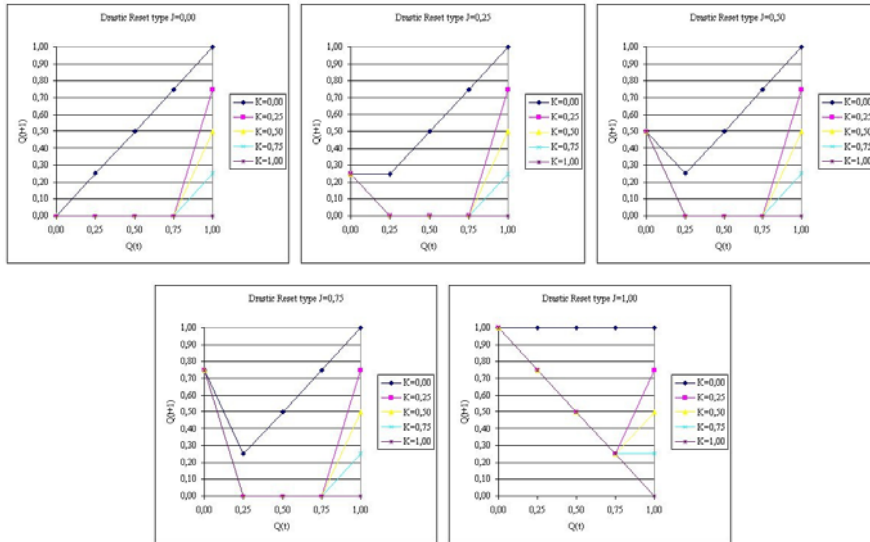 Drastic Reset type J=0,00
1,00
0,90
0,80
0,70
0,60
0,50
0,40
0,30
0,20
0,10
0,00
Q(t+1)
0,00 0,25 0,50 0,75 1,00
Q(t)
K=0,00
K=0,25
K=0,50
K=0,75
K=1,00
Drastic Reset type J=0,25
1,00
0,90
0,80
0,70
0,60
0,50
0,40
0,30
0,20
0,10
0,00
Q(t+1)
0,00 0,25 0,50 0,75 1,00
Q(t)
K=0,00
K=0,25
K=0,50
K=0,75
K=1,00
Drastic Reset type J=0,50
1,00
0,90
0,80
0,70
0,60
0,50
0,40
0,30
0,20
0,10
0,00
Q(t+1)
0,00 0,25 0,50 0,75 1,00
Q(t)
K=0,00
K=0,25
K=0,50
K=0,75
K=1,00
Drastic Reset type J=0,75
1,00
0,90
0,80
0,70
0,60
0,50
0,40
0,30
0,20
0,10
0,00
Q(t+1)
0,00 0,25 0,50 0,75 1,00
Q(t)
K=0,00
K=0,25
K=0,50
K=0,75
K=1,00
Drastic Reset type J=1,00
1,00
0,90
0,80
0,70
0,60
0,50
0,40
0,30
0,20
0,10
0,00
Q(t+1)
0,00 0,25 0,50 0,75 1,00
Q(t)
K=0,00
K=0,25
K=0,50
K=0,75
K=1,00